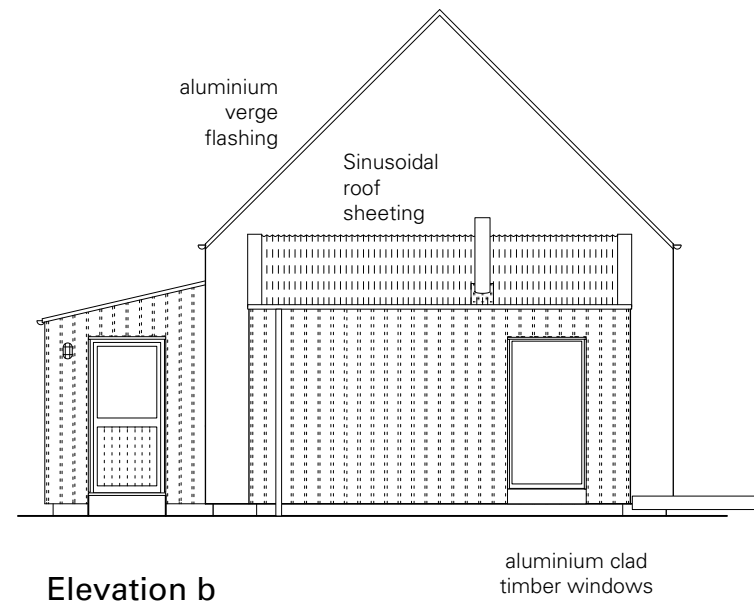 aluminium
verge
flashing
Sinusoidal
roof
sheeting
Elevation b
aluminium clad
timber windows